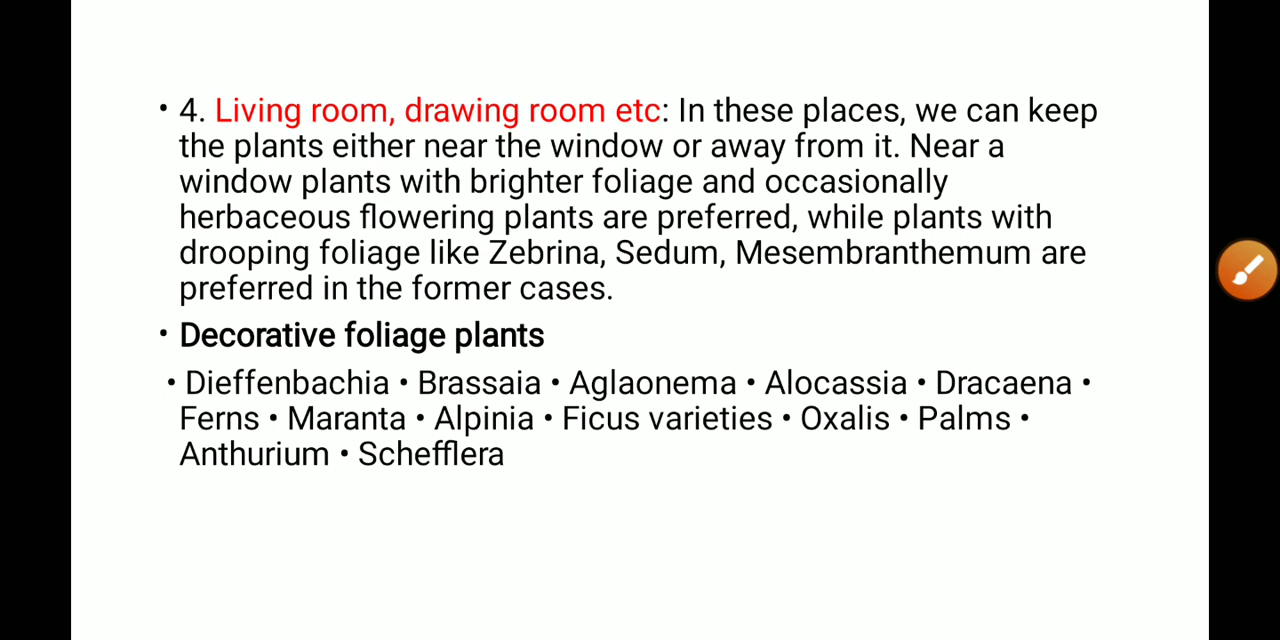 • 4. Living room, drawing room etc: In these places, we can keep
the plants either near the window or away from it. Near a
window plants with brighter foliage and occasionally
herbaceous flowering plants are preferred, while plants with
drooping foliage like Zebrina, Sedum, Mesembranthemum are
preferred in the former cases.
• Decorative foliage plants
• Dieffenbachia • Brassaia • Aglaonema • Alocassia • Dracaena •
Ferns • Maranta • Alpinia • Ficus varieties • Oxalis • Palms •
Anthurium • Schefflera